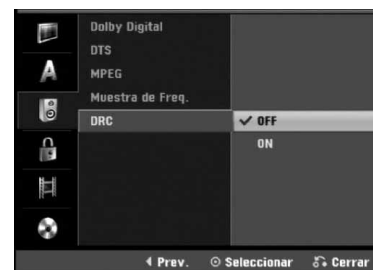 Dolby Digital
DTS
A
MPEG
Muestra de Freq.
DRC
✓ OFF
ON
Prev. Seleccionar Cerrar